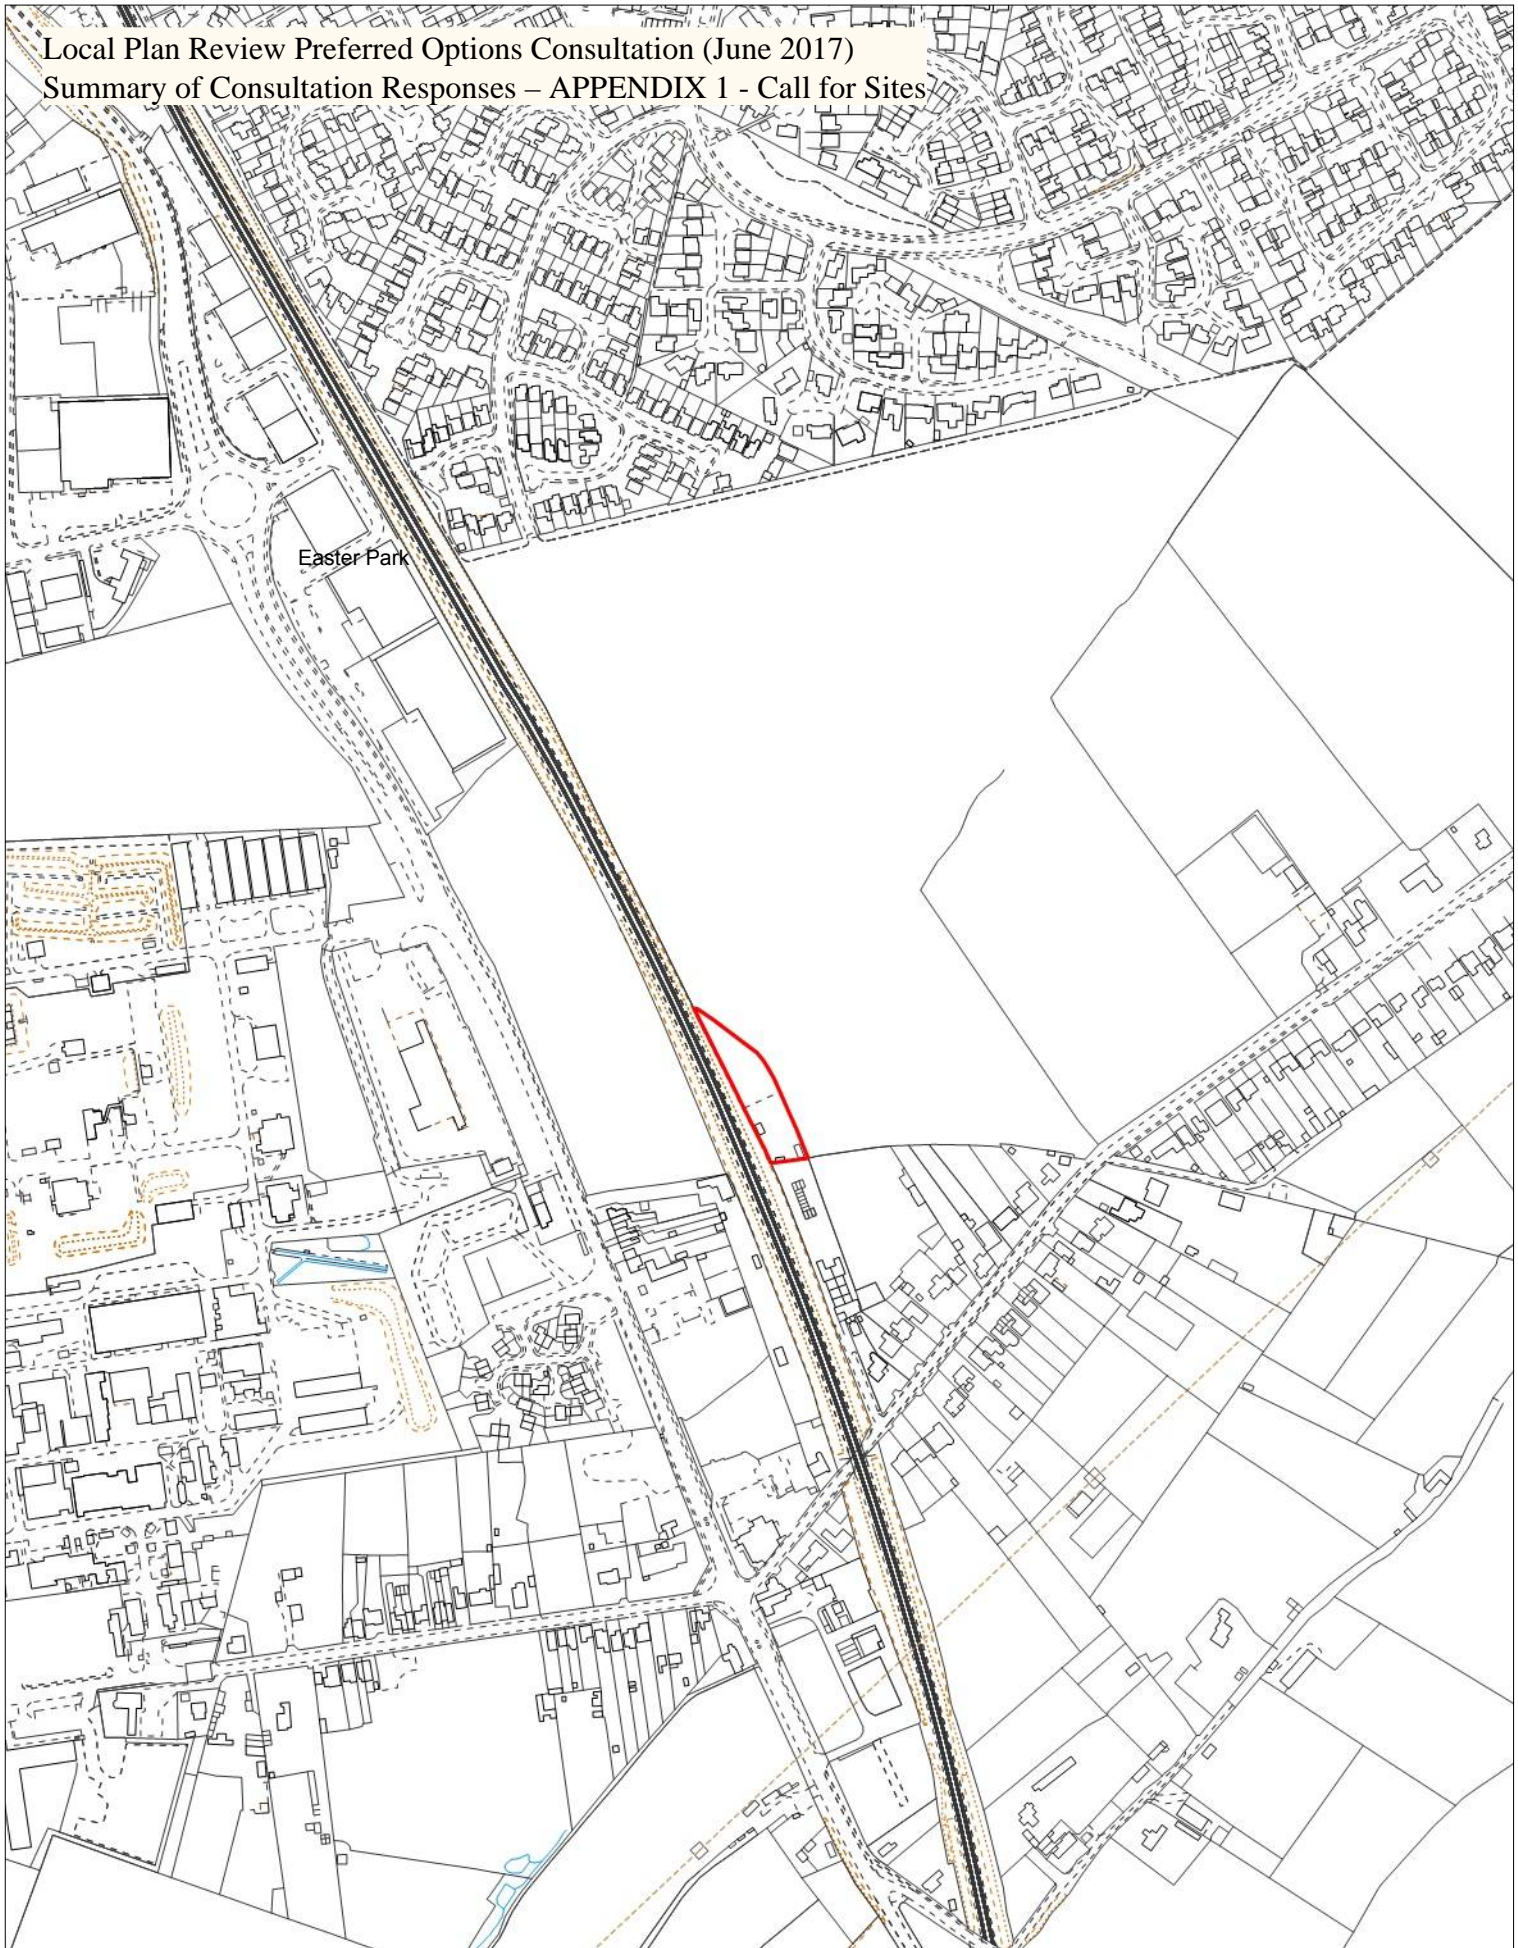 Local Plan Review Preferred Options Consultation (June 2017)
Summary of Consultation Responses – APPENDIX 1 - Call for Sites
Easter Park